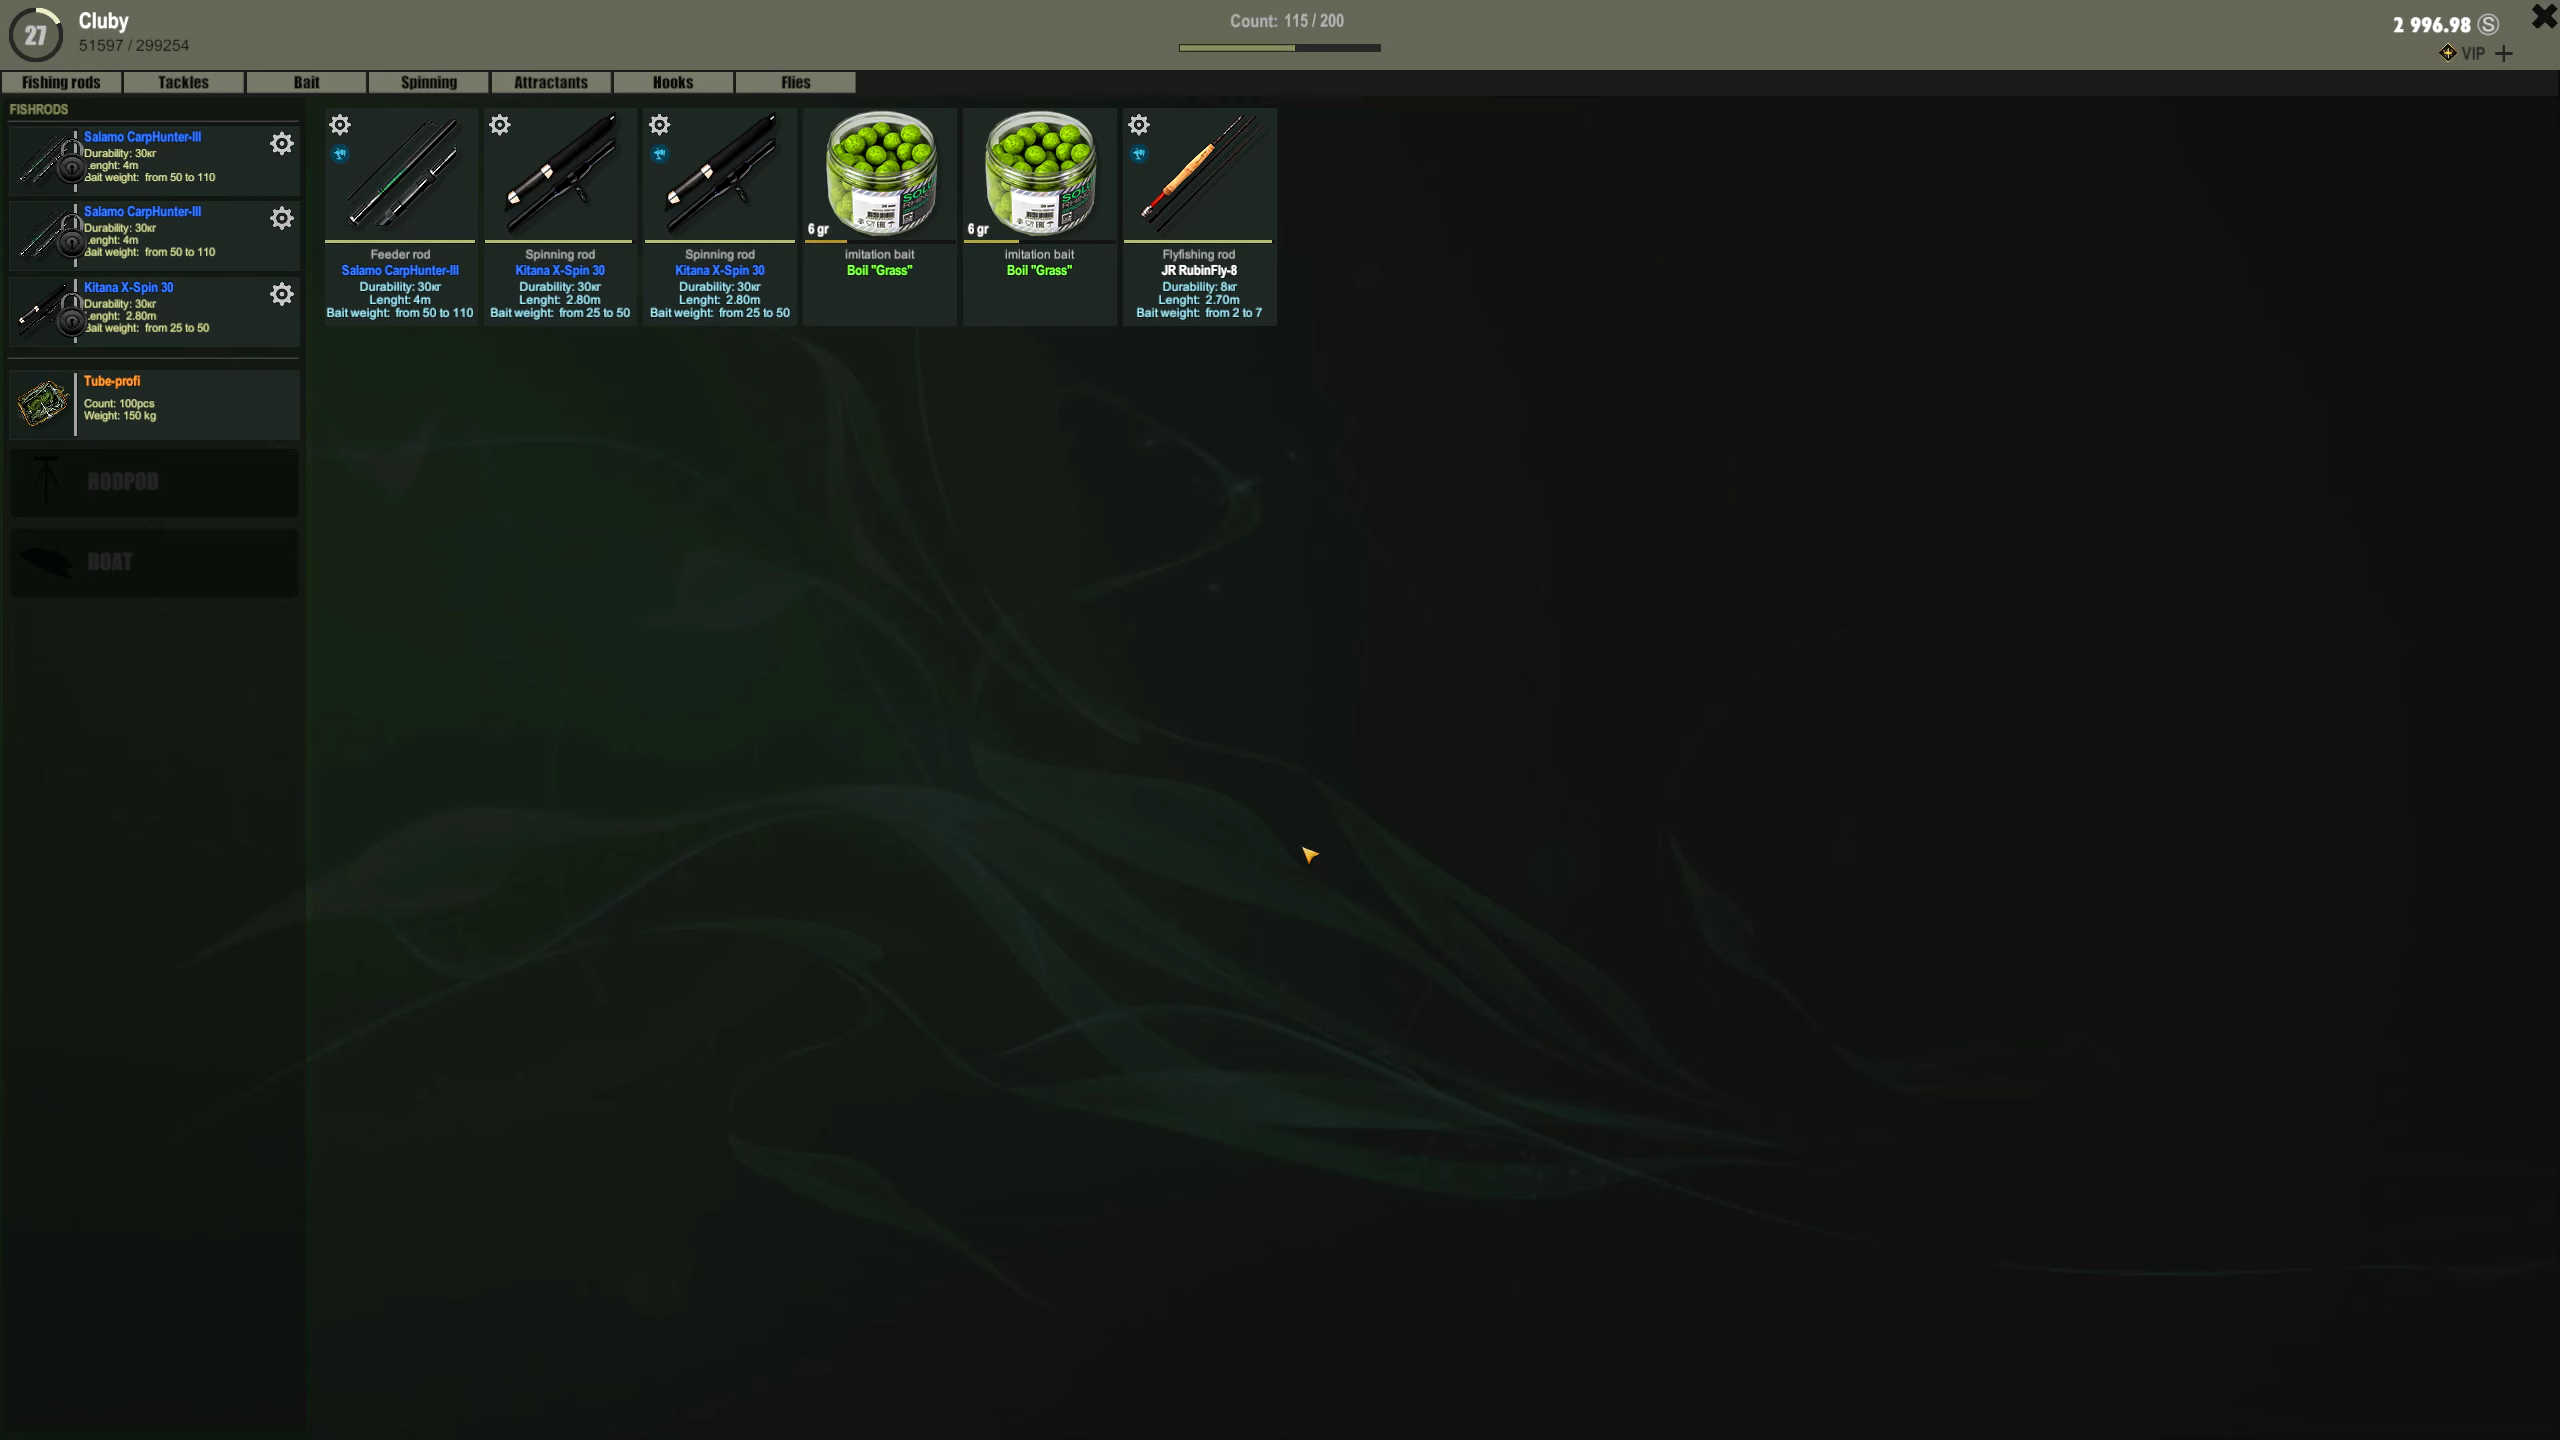 27
Cluby
51597 / 299254
Count: 115 / 200
2 996.98 S
VIP
Fishing rods
Tackles
Bait
Spinning
Attractants
Hooks
Flies
FISHRODS
Salamo CarpHunter-III
Durability: 30кг
Lenght: 4m
Bait weight: from 50 to 110
Salamo CarpHunter-III
Durability: 30кг
Lenght: 4m
Bait weight: from 50 to 110
Kitana X-Spin 30
Durability: 30кг
Lenght: 2.80m
Bait weight: from 25 to 50
Tube-profi
Count: 100pcs
Weight: 150 kg
RODPOD
BOAT
Feeder rod
Salamo CarpHunter-III
Durability: 30кг
Lenght: 4m
Bait weight: from 50 to 110
Spinning rod
Kitana X-Spin 30
Durability: 30кг
Lenght: 2.80m
Bait weight: from 25 to 50
Spinning rod
Kitana X-Spin 30
Durability: 30кг
Lenght: 2.80m
Bait weight: from 25 to 50
6 gr
imitation bait
Boil "Grass"
6 gr
imitation bait
Boil "Grass"
Flyfishing rod
JR RubinFly-8
Durability: 8кг
Lenght: 2.70m
Bait weight: from 2 to 7